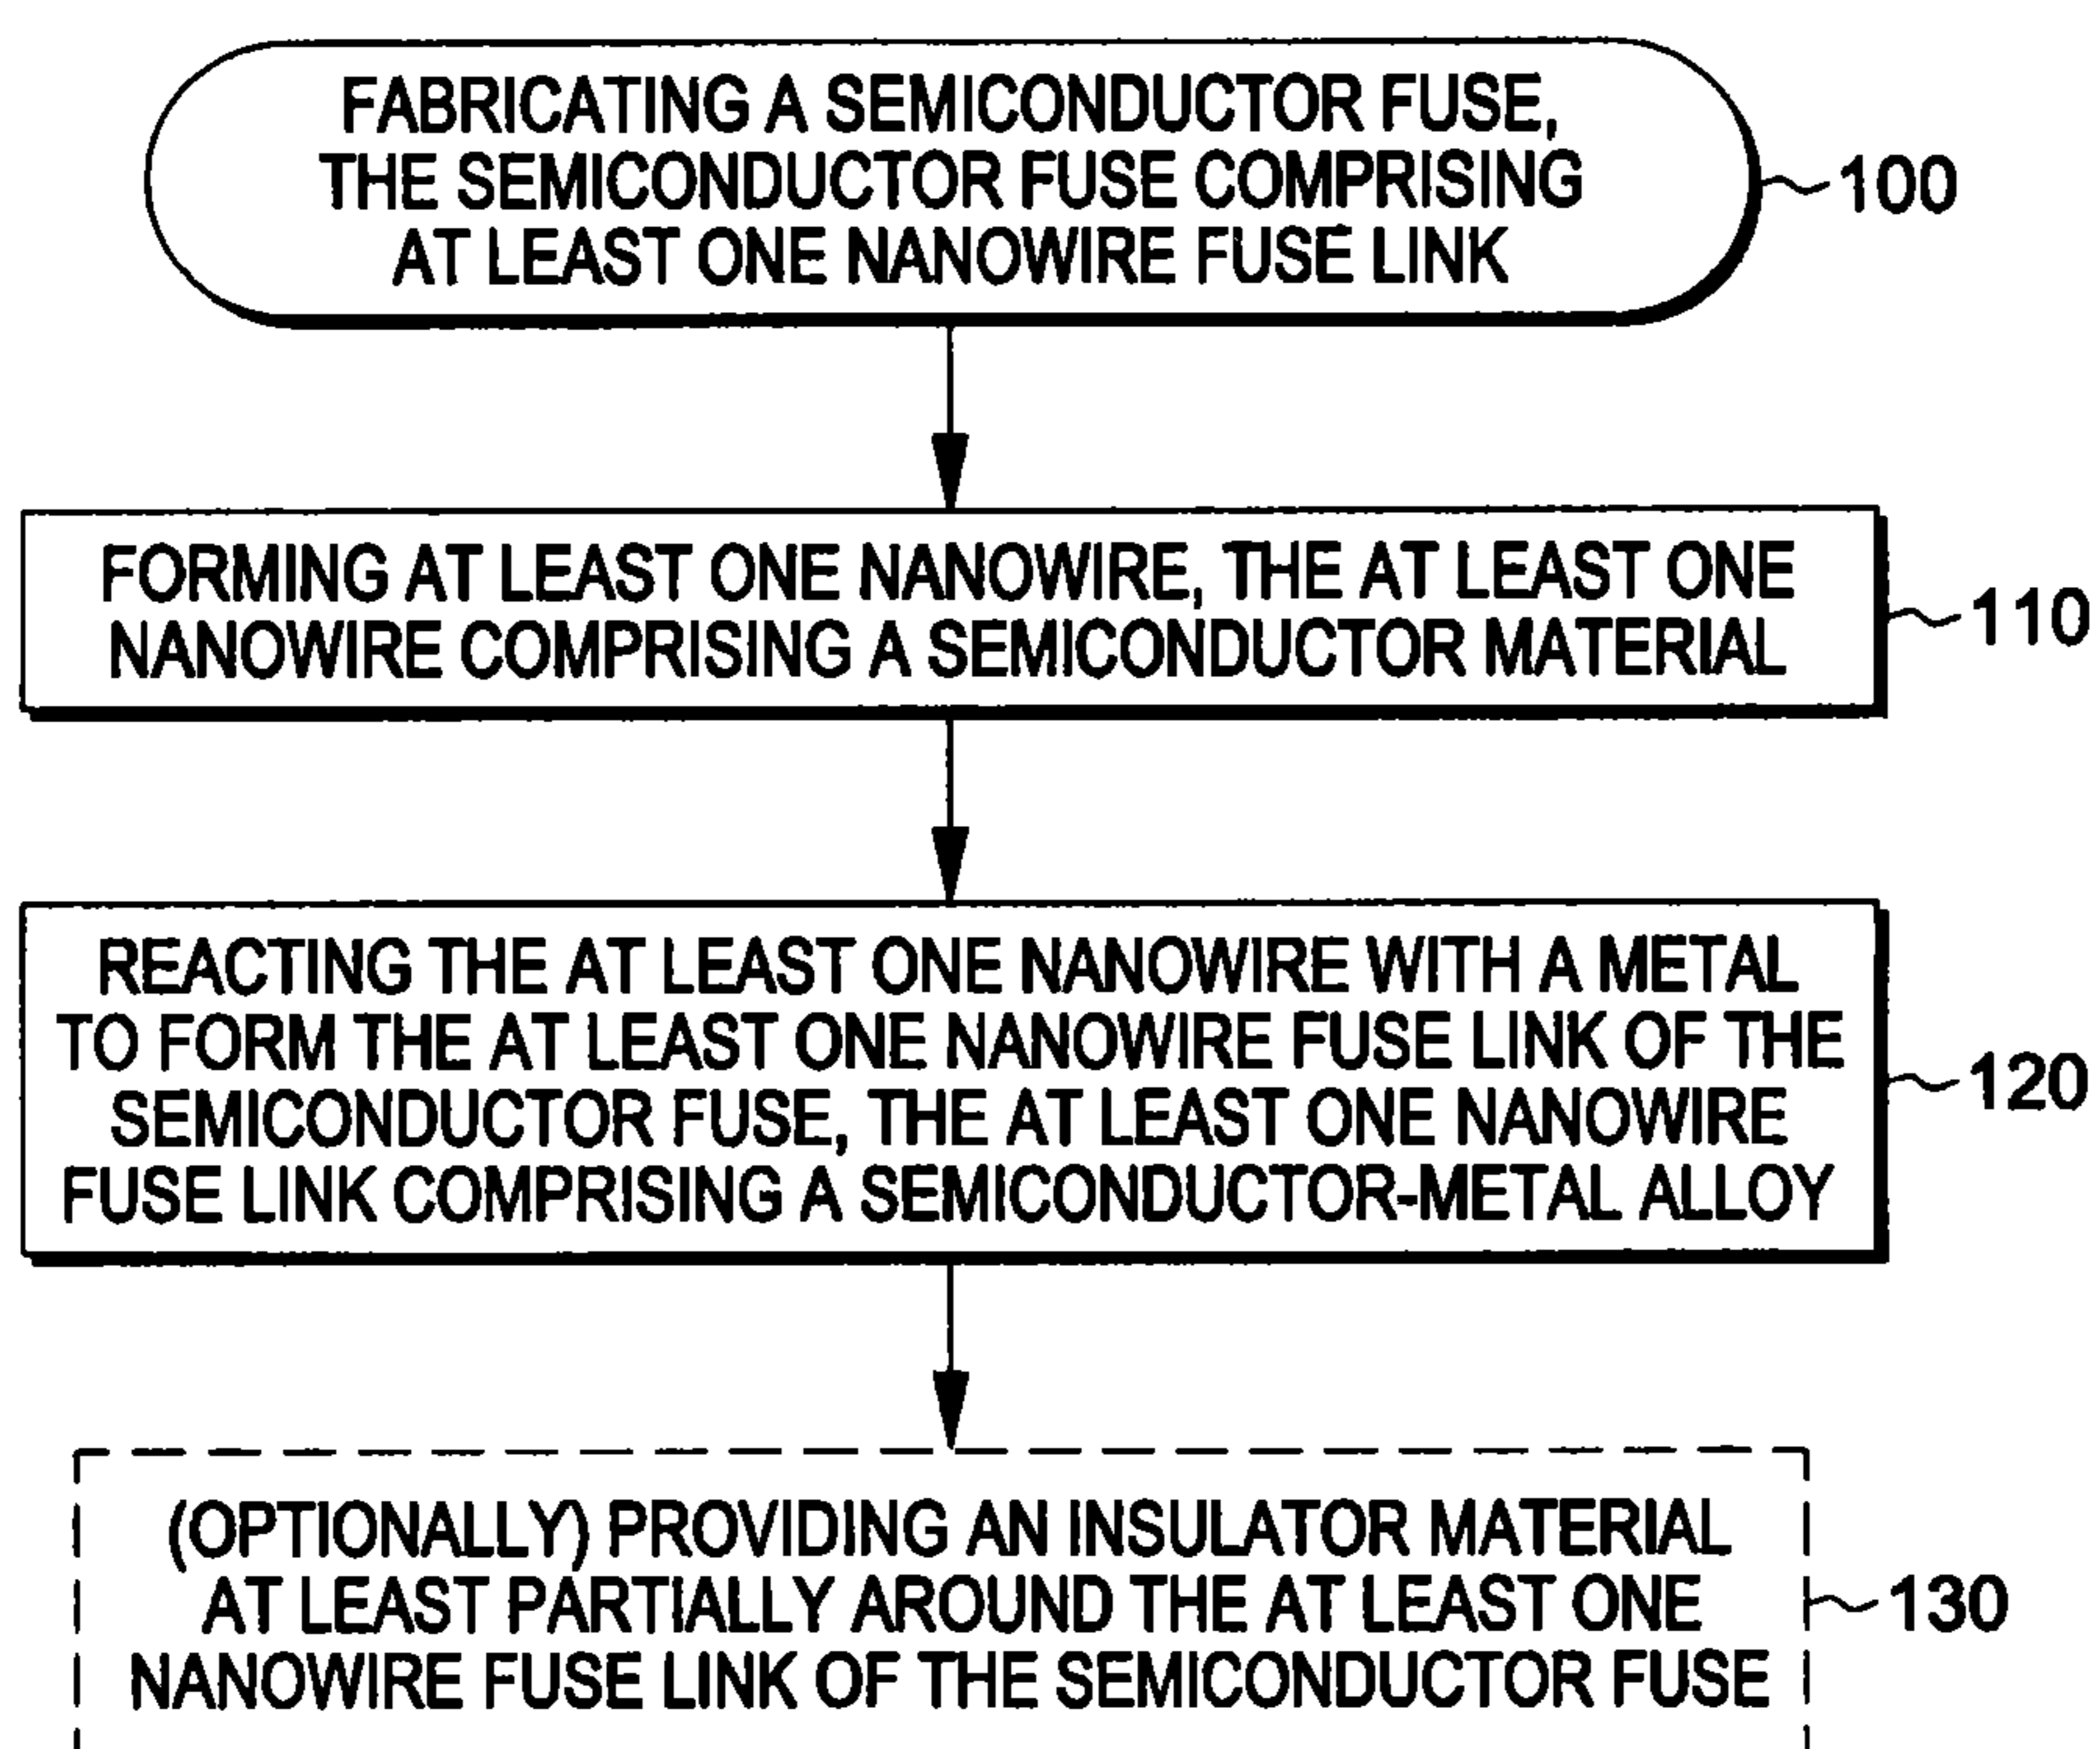 FABRICATING A SEMICONDUCTOR FUSE,
THE SEMICONDUCTOR FUSE COMPRISING
AT LEAST ONE NANOWIRE FUSE LINK
100
FORMING AT LEAST ONE NANOWIRE, THE AT LEAST ONE
NANOWIRE COMPRISING A SEMICONDUCTOR MATERIAL
110
REACTING THE AT LEAST ONE NANOWIRE WITH A METAL
TO FORM THE AT LEAST ONE NANOWIRE FUSE LINK OF THE
SEMICONDUCTOR FUSE, THE AT LEAST ONE NANOWIRE
FUSE LINK COMPRISING A SEMICONDUCTOR-METAL ALLOY
120
(OPTIONALLY) PROVIDING AN INSULATOR MATERIAL
AT LEAST PARTIALLY AROUND THE AT LEAST ONE
NANOWIRE FUSE LINK OF THE SEMICONDUCTOR FUSE
130